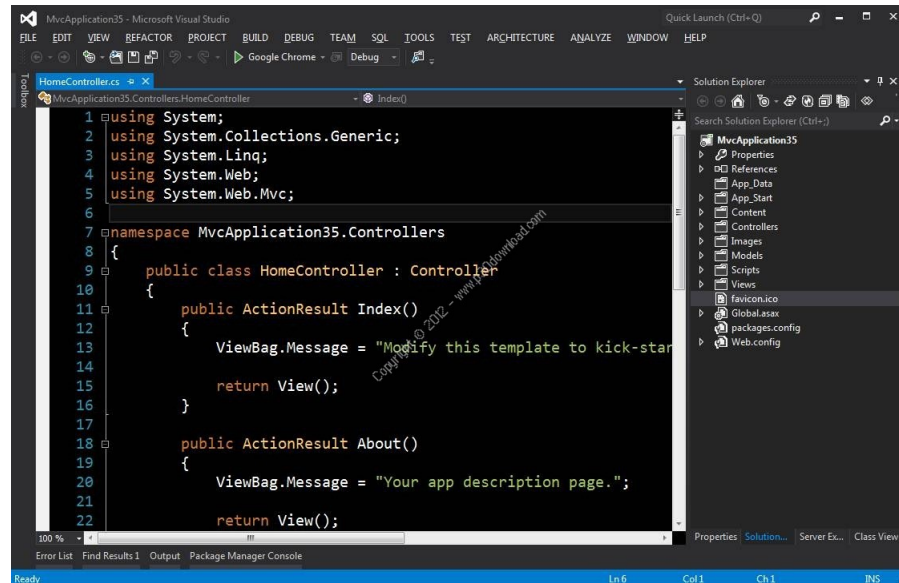 MvcApplication35 - Microsoft Visual Studio
Quick Launch (Ctrl+Q)
FILE EDIT VIEW REFACTOR PROJECT BUILD DEBUG TEAM SQL TOOLS TEST ARCHITECTURE ANALYZE WINDOW HELP
Google Chrome
Debug
Toolbox
HomeController.cs
MvcApplication35.Controllers.HomeController
Index()
1 using System;
2 using System.Collections.Generic;
3 using System.Linq;
4 using System.Web;
5 using System.Web.Mvc;
6
7 namespace MvcApplication35.Controllers
8 {
9 public class HomeController : Controller
10 {
11 public ActionResult Index()
12 {
13 ViewBag.Message = "Modify this template to kick-star
14
15 return View();
16 }
17
18 public ActionResult About()
19 {
20 ViewBag.Message = "Your app description page.";
21
22 return View();
Copyright © 2012 - www.p30download.com
100 %
Solution Explorer
Search Solution Explorer (Ctrl+;)
MvcApplication35
Properties
References
App_Data
App_Start
Content
Controllers
Images
Models
Scripts
Views
favicon.ico
Global.asax
packages.config
Web.config
Properties Solution... Server Ex... Class View
Error List Find Results 1 Output Package Manager Console
Ready Ln 6 Col 1 Ch 1 INS